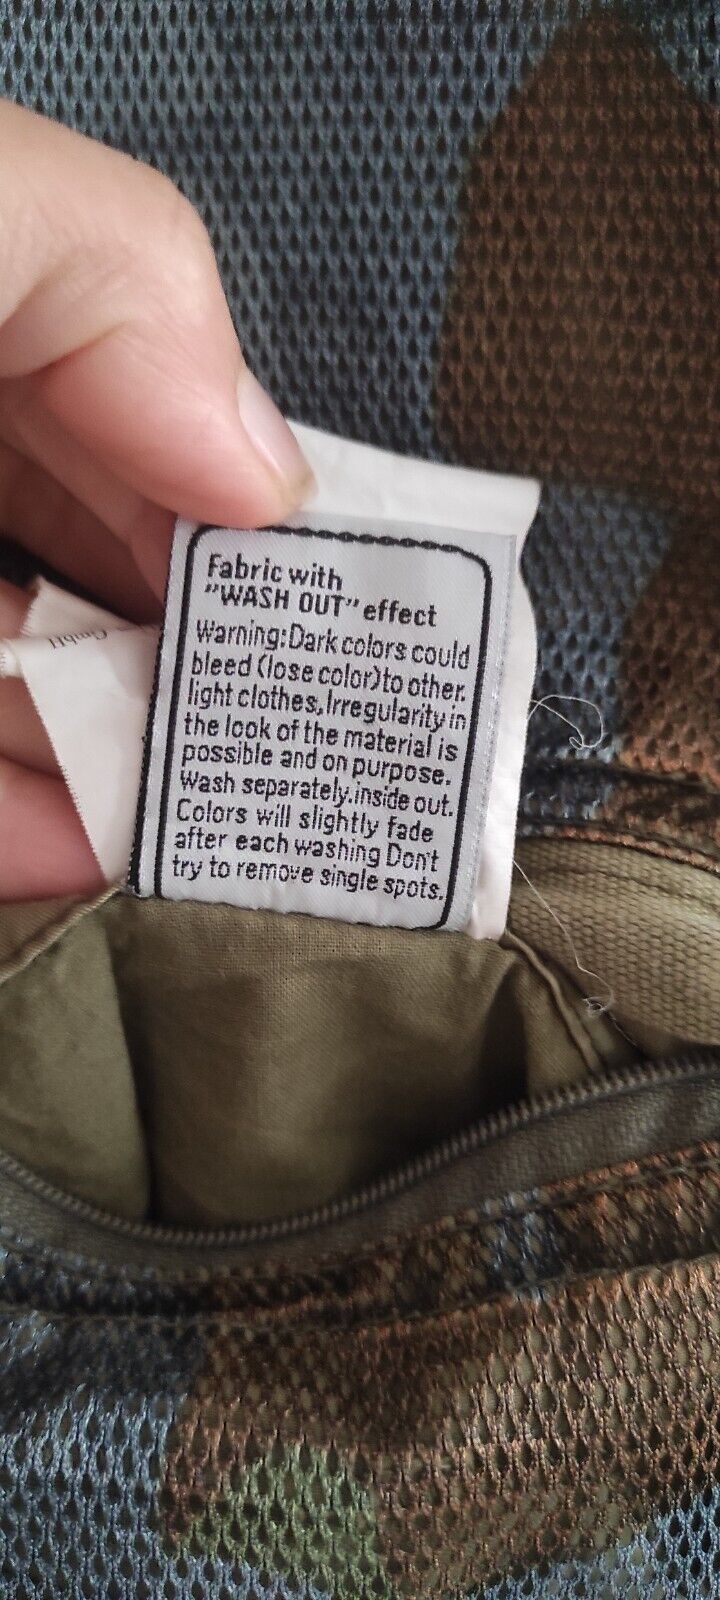 Fabric with
"WASH OUT" effect
Warning:Dark colors could
bleed (lose color)to other.
light clothes,Irregularity in
the look of the material is
possible and on purpose.
Wash separately.inside out.
Colors will slightly fade
after each washing Don't
try to remove single spots.
GmbH